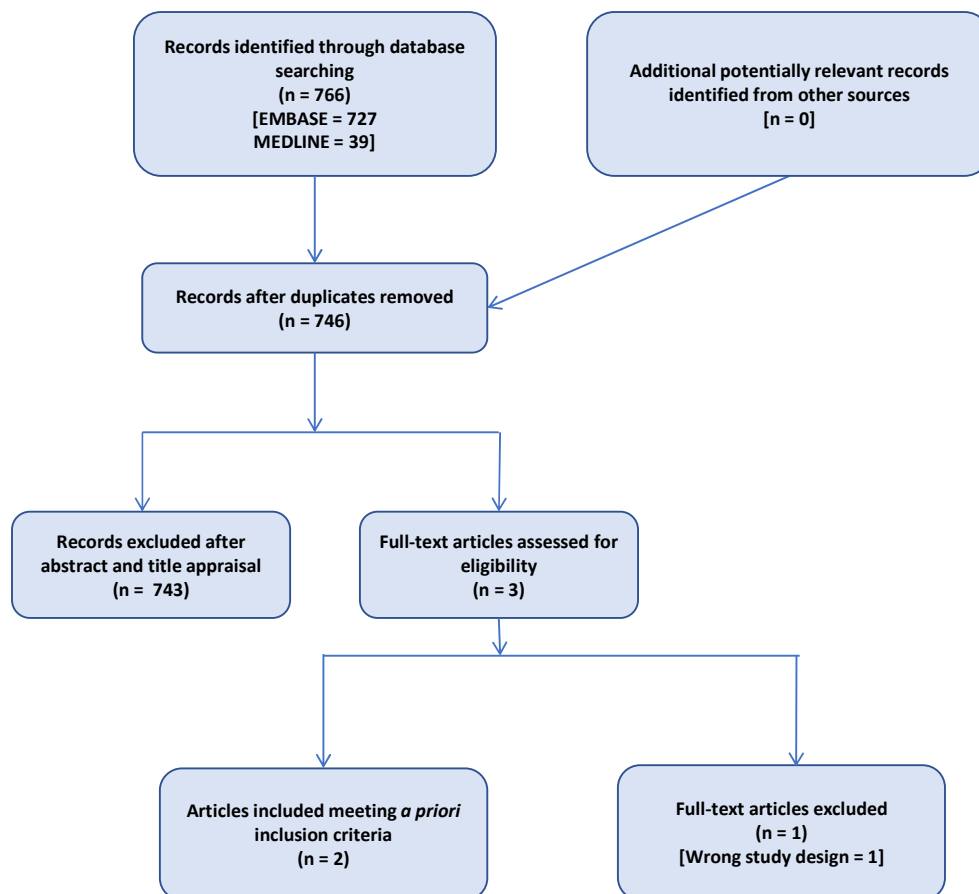 Records identified through database
searching
(n = 766)
[EMBASE = 727
MEDLINE = 39]
Additional potentially relevant records
identified from other sources
[n = 0]
Records after duplicates removed
(n = 746)
Records excluded after
abstract and title appraisal
(n =  743)
Full-text articles assessed for
eligibility
(n = 3)
Articles included meeting a priori
inclusion criteria
(n = 2)
Full-text articles excluded
(n = 1)
[Wrong study design = 1]